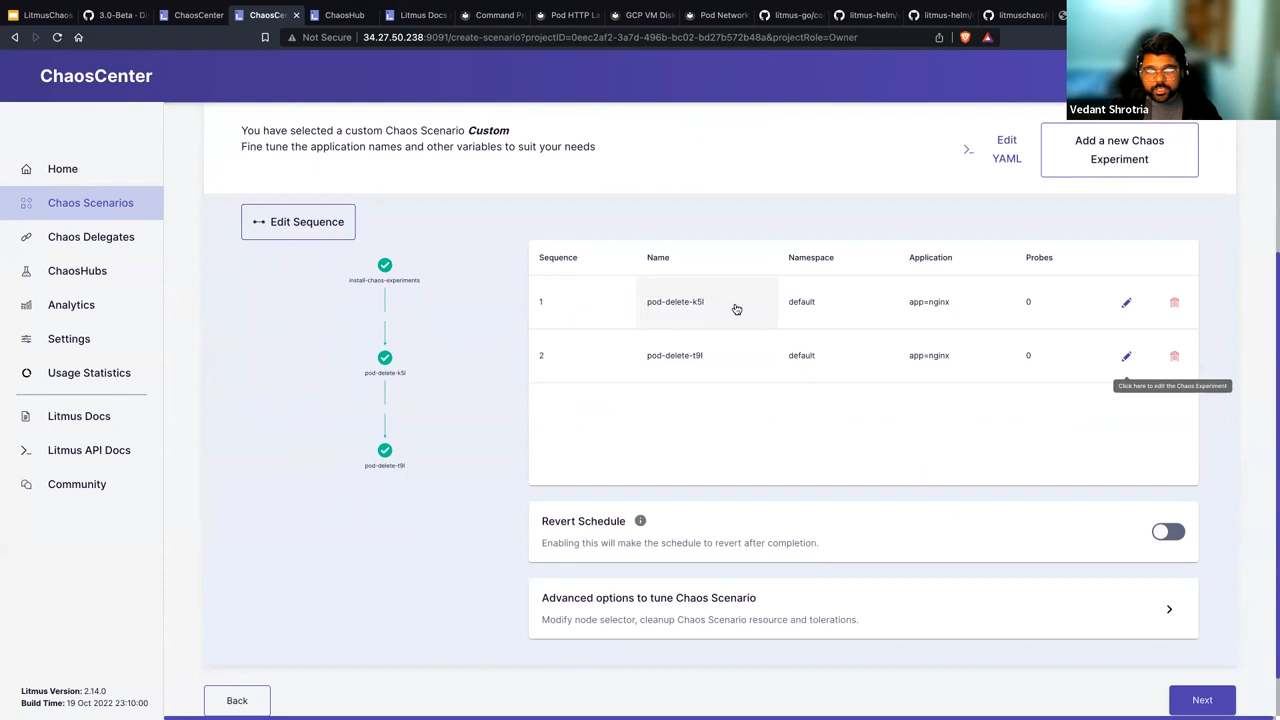 LitmusChaos
3.0-Beta · D
ChaosCenter
ChaosCen
ChaosHub
Litmus Docs
Command Po
Pod HTTP La
GCP VM Disk
Pod Network
litmus-go/co
litmus-helm/
litmus-helm/
litmuschaos/
Not Secure
34.27.50.238:9091/create-scenario?projectID=0eec2af2-3a7d-496b-bc02-bd27b572b48a&projectRole=Owner
Vedant Shrotria
ChaosCenter
Home
Chaos Scenarios
Chaos Delegates
ChaosHubs
Analytics
Settings
Usage Statistics
Litmus Docs
Litmus API Docs
Community
Litmus Version: 2.14.0
Build Time: 19 Oct 2022 23:10:00
You have selected a custom Chaos Scenario Custom
Fine tune the application names and other variables to suit your needs
Edit
YAML
Add a new Chaos
Experiment
Edit Sequence
install-chaos-experiments
pod-delete-k5l
pod-delete-t9l
Sequence Name Namespace Application Probes
1 pod-delete-k5l default app=nginx 0
2 pod-delete-t9l default app=nginx 0
Click here to edit the Chaos Experiment
Revert Schedule
Enabling this will make the schedule to revert after completion.
Advanced options to tune Chaos Scenario
Modify node selector, cleanup Chaos Scenario resource and tolerations.
Back
Next